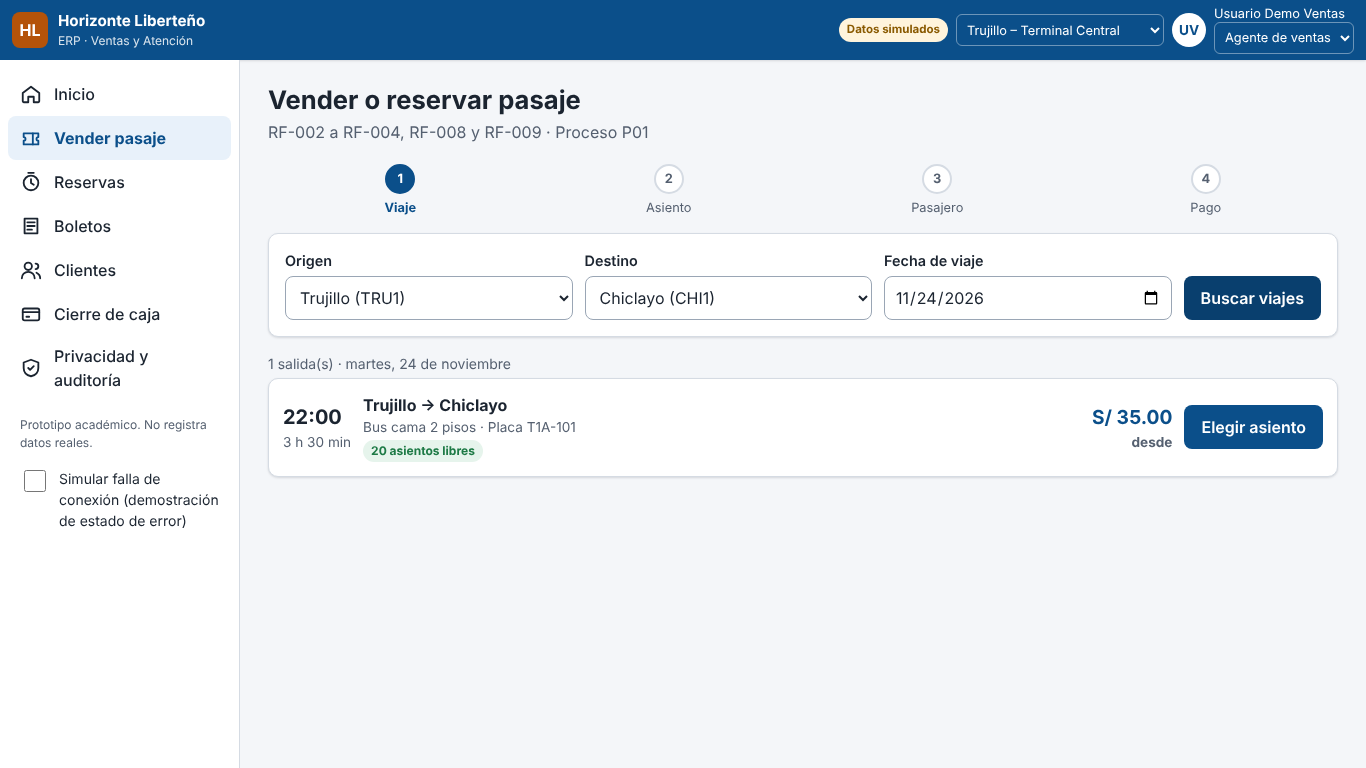 HL
Horizonte Liberteño
ERP · Ventas y Atención
Datos simulados
Trujillo – Terminal Central
UV
Usuario Demo Ventas
Agente de ventas
Inicio
Vender pasaje
Reservas
Boletos
Clientes
Cierre de caja
Privacidad y
auditoría
Prototipo académico. No registra
datos reales.
Simular falla de
conexión (demostración
de estado de error)
Vender o reservar pasaje
RF-002 a RF-004, RF-008 y RF-009 · Proceso P01
1
Viaje
2
Asiento
3
Pasajero
4
Pago
Origen
Trujillo (TRU1)
Destino
Chiclayo (CHI1)
Fecha de viaje
11/24/2026
Buscar viajes
1 salida(s) · martes, 24 de noviembre
22:00
3 h 30 min
Trujillo → Chiclayo
Bus cama 2 pisos · Placa T1A-101
20 asientos libres
S/ 35.00
desde
Elegir asiento